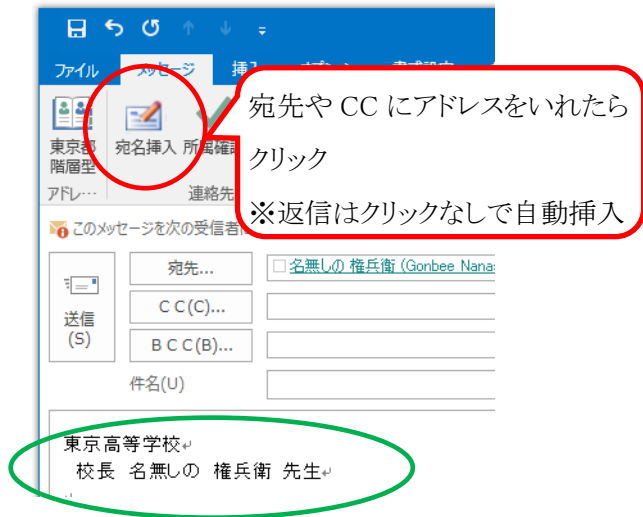 ファイル メッセージ 挿入
宛先や CC にアドレスをいれたら
クリック
※返信はクリックなしで自動挿入
東京都
階層型
宛名挿入 所属確認
アドレ… 連絡先
このメッセージを次の受信者に
宛先... 名無しの 権兵衛 (Gonbee Nana
送信
(S)
C C (C)...
B C C (B)...
件名(U)
東京高等学校↵
校長 名無しの 権兵衛 先生↵